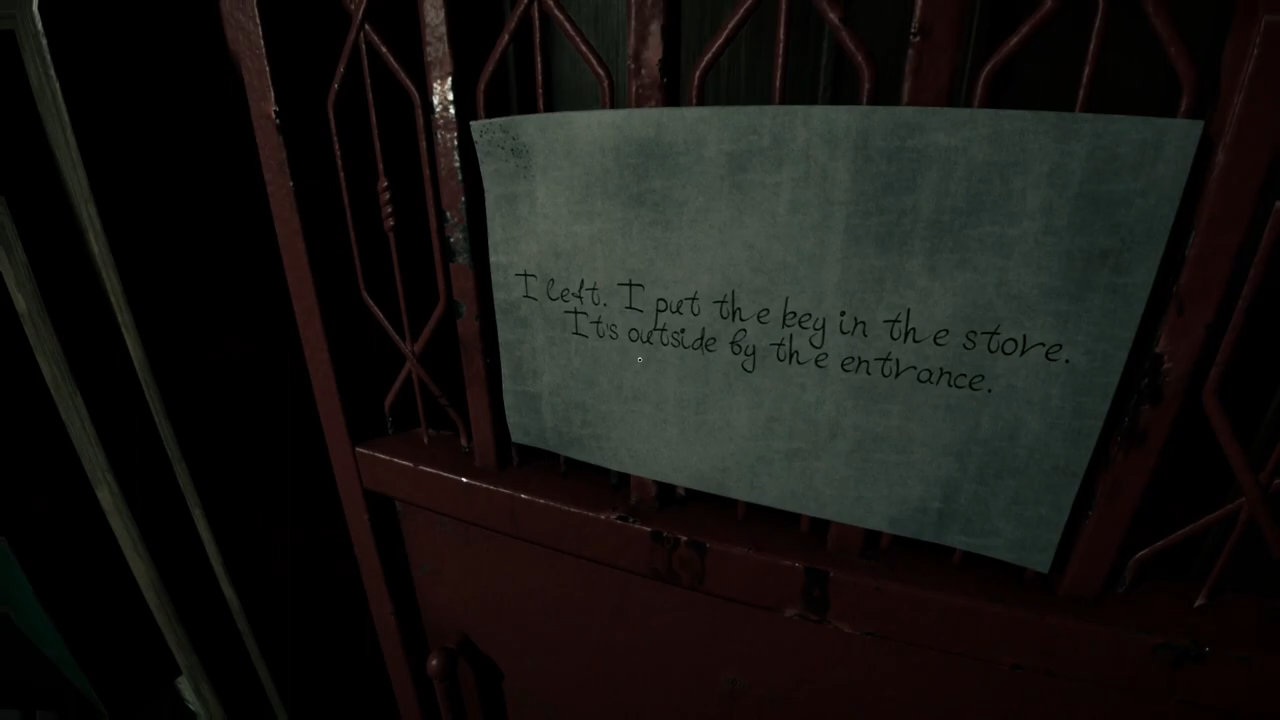 I left. I put the key in the store.
It's outside by the entrance.